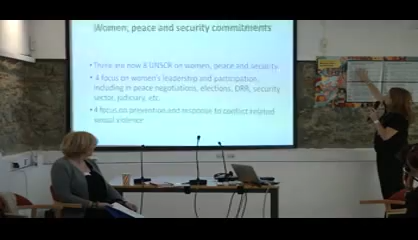 Women, peace and security commitments
• There are now 8 UNSCR on women, peace and security
• 4 focus on women's leadership and participation,
including in peace negotiations, elections, DRR, security
sector, judiciary, etc.
• 4 focus on prevention and response to conflict related
sexual violence